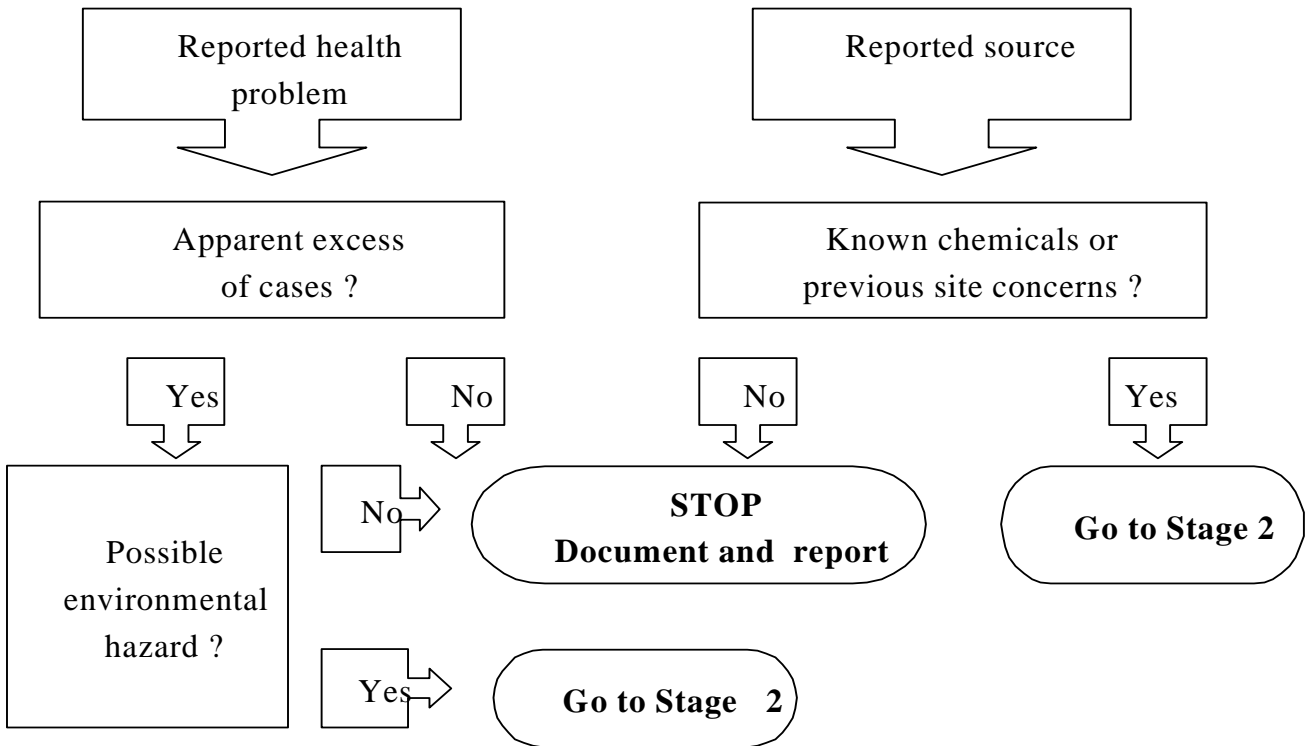 Reported health
problem
Reported source
Apparent excess
of cases ?
Known chemicals or
previous site concerns ?
Yes
No
No
Yes
Possible
environmental
hazard ?
No
STOP
Document and report
Go to Stage 2
Yes
Go to Stage 2